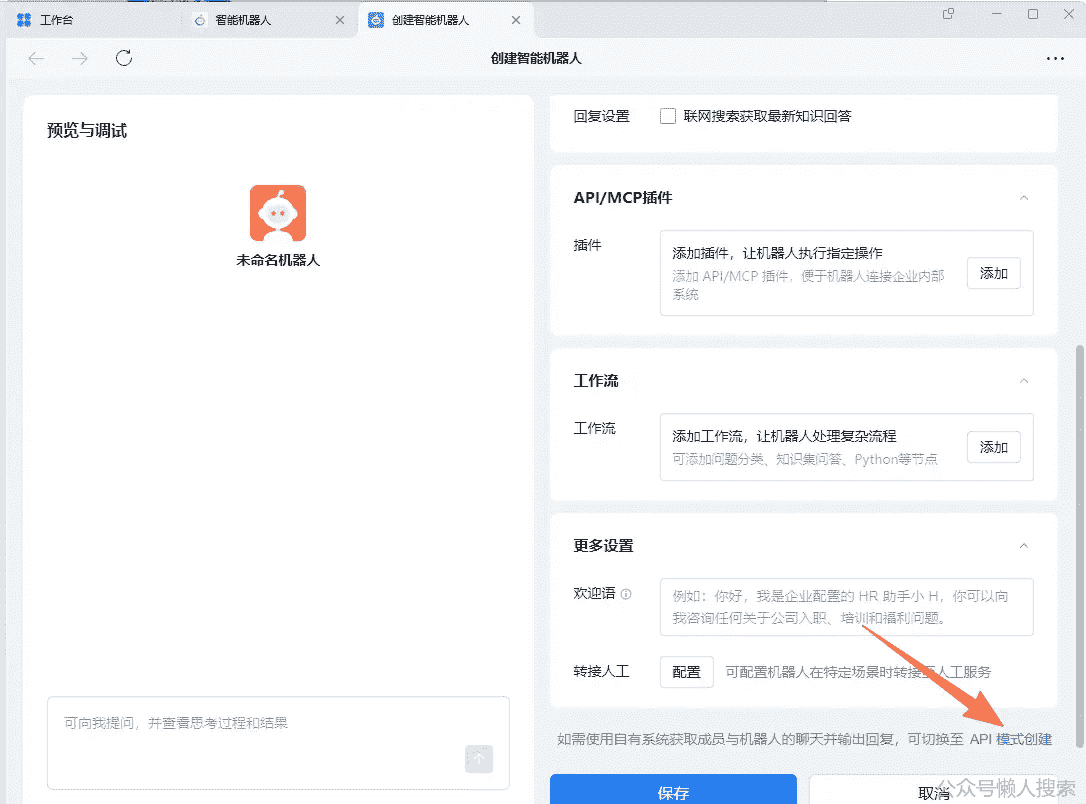 工作台
智能机器人
创建智能机器人
创建智能机器人
预览与调试
未命名机器人
可向我提问，并查看思考过程和结果
回复设置
联网搜索获取最新知识回答
API/MCP插件
插件
添加插件，让机器人执行指定操作
添加 API/MCP 插件，便于机器人连接企业内部
系统
添加
工作流
工作流
添加工作流，让机器人处理复杂流程
可添加问题分类、知识集问答、Python等节点
添加
更多设置
欢迎语
例如：你好，我是企业配置的 HR 助手小 H，你可以向
我咨询任何关于公司入职、培训和福利问题。
转接人工
配置
可配置机器人在特定场景时转接至人工服务
如需使用自有系统获取成员与机器人的聊天并输出回复，可切换至 API 模式创建
保存
取消
公众号懒人搜索